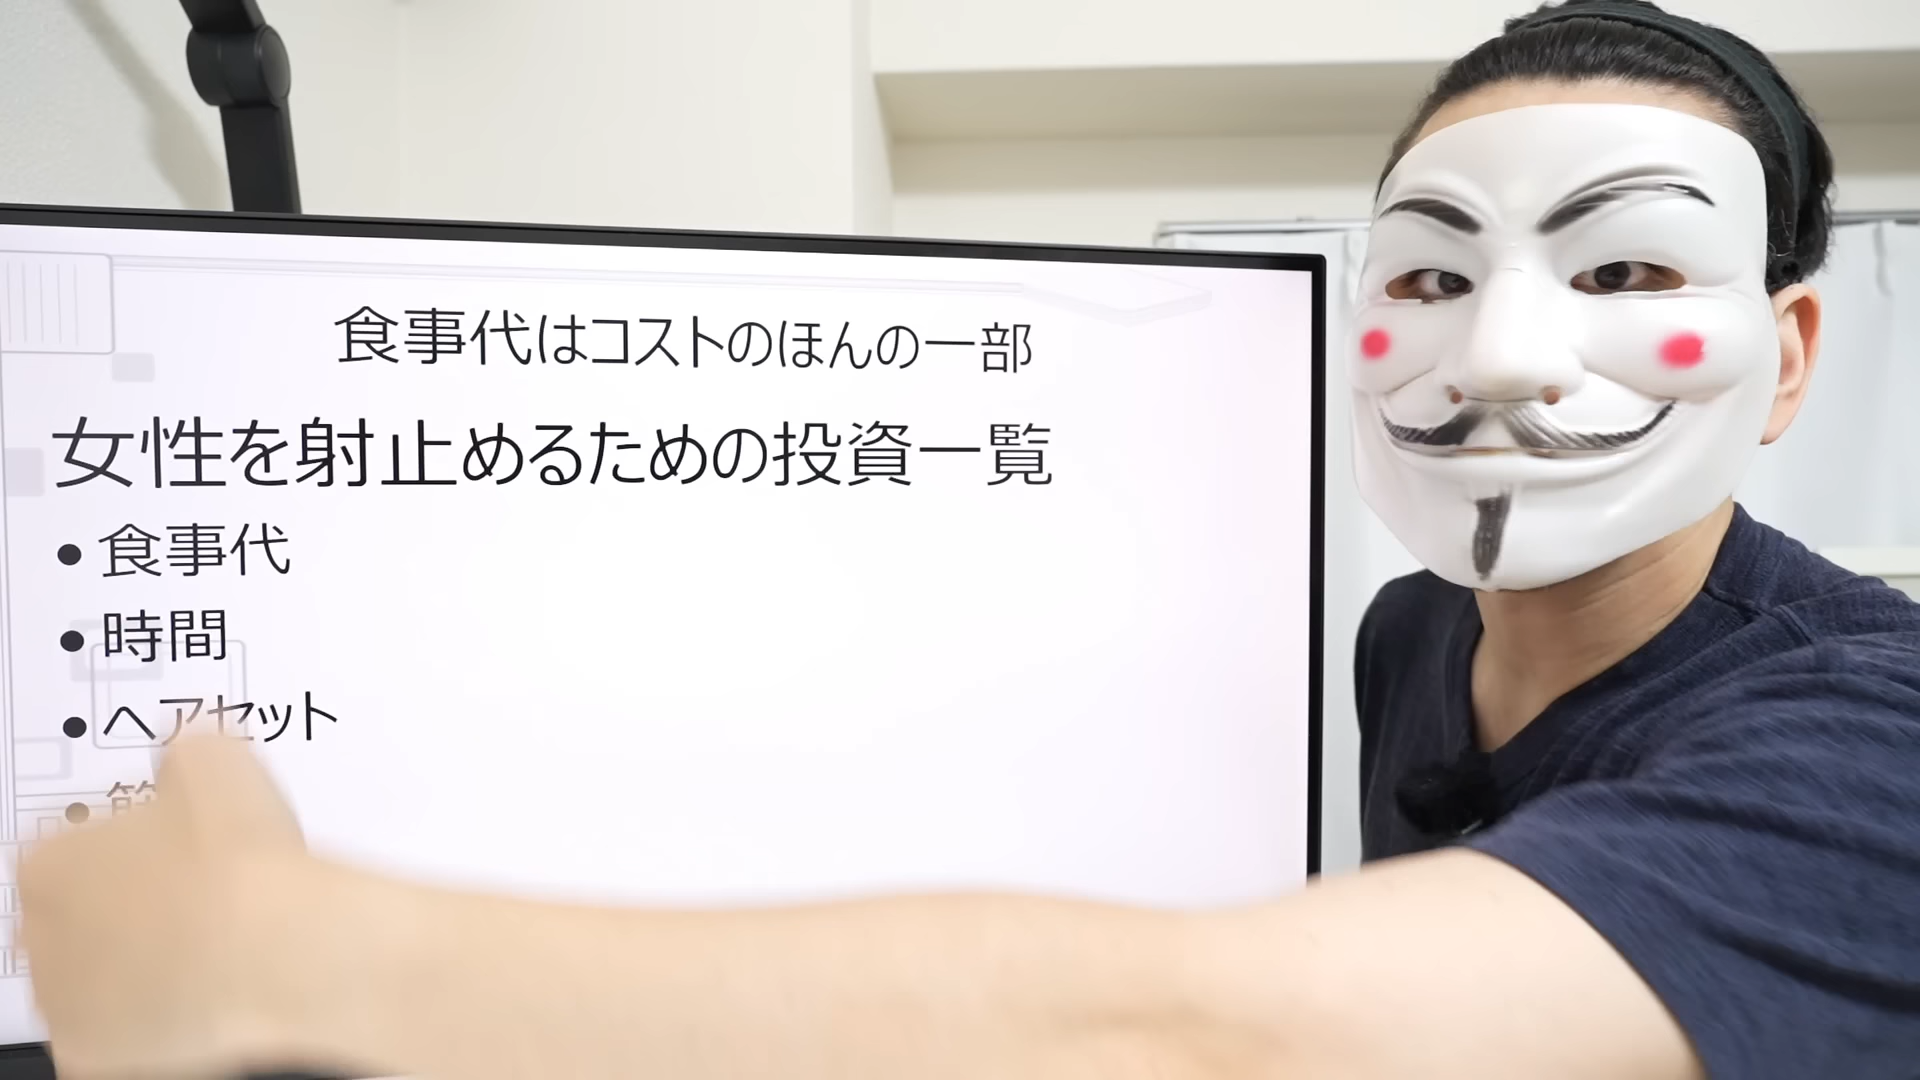 食事代はコストのほんの一部
女性を射止めるための投資一覧
• 食事代
• 時間
• ヘアセット